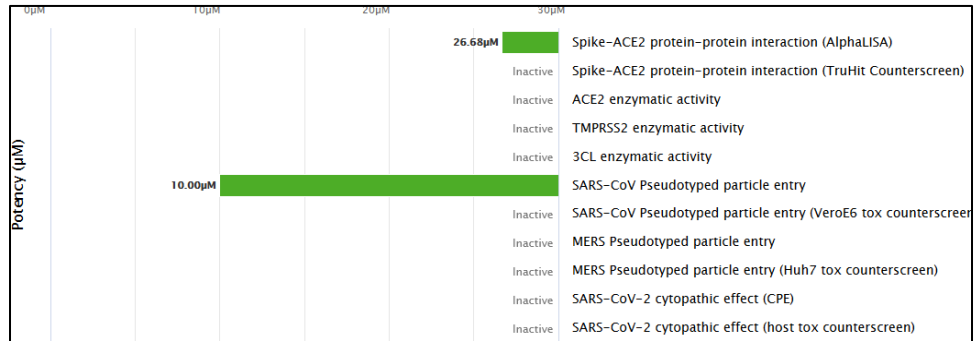 0μM 10μM 20μM 30μM
26.68μM Spike-ACE2 protein-protein interaction (AlphaLISA)
Inactive Spike-ACE2 protein-protein interaction (TruHit Counterscreen)
Inactive ACE2 enzymatic activity
Inactive TMPRSS2 enzymatic activity
Inactive 3CL enzymatic activity
10.00μM SARS-CoV Pseudotyped particle entry
Inactive SARS-CoV Pseudotyped particle entry (VeroE6 tox counterscreen
Inactive MERS Pseudotyped particle entry
Inactive MERS Pseudotyped particle entry (Huh7 tox counterscreen)
Inactive SARS-CoV-2 cytopathic effect (CPE)
Inactive SARS-CoV-2 cytopathic effect (host tox counterscreen)
Potency (μM)